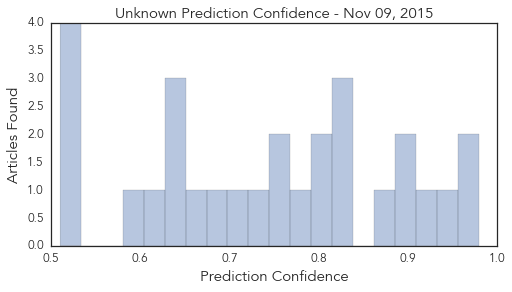 Unknown Prediction Confidence - Nov 09, 2015
4.0
3.5
3.0
2.5
2.0
1.5
1.0
0.5
0.0
Articles Found
0.5 0.6 0.7 0.8 0.9 1.0
Prediction Confidence